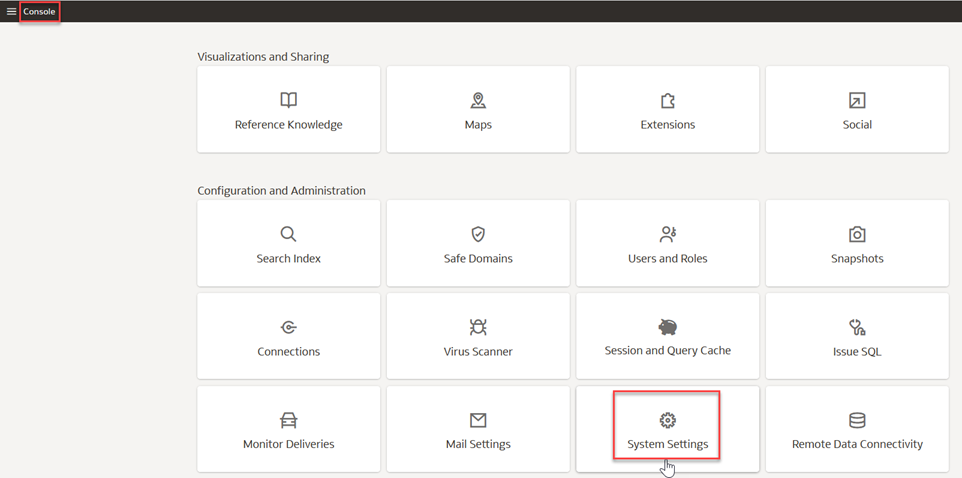 Console
Visualizations and Sharing
Reference Knowledge
Maps
Extensions
Social
Configuration and Administration
Search Index
Safe Domains
Users and Roles
Snapshots
Connections
Virus Scanner
Session and Query Cache
Issue SQL
Monitor Deliveries
Mail Settings
System Settings
Remote Data Connectivity